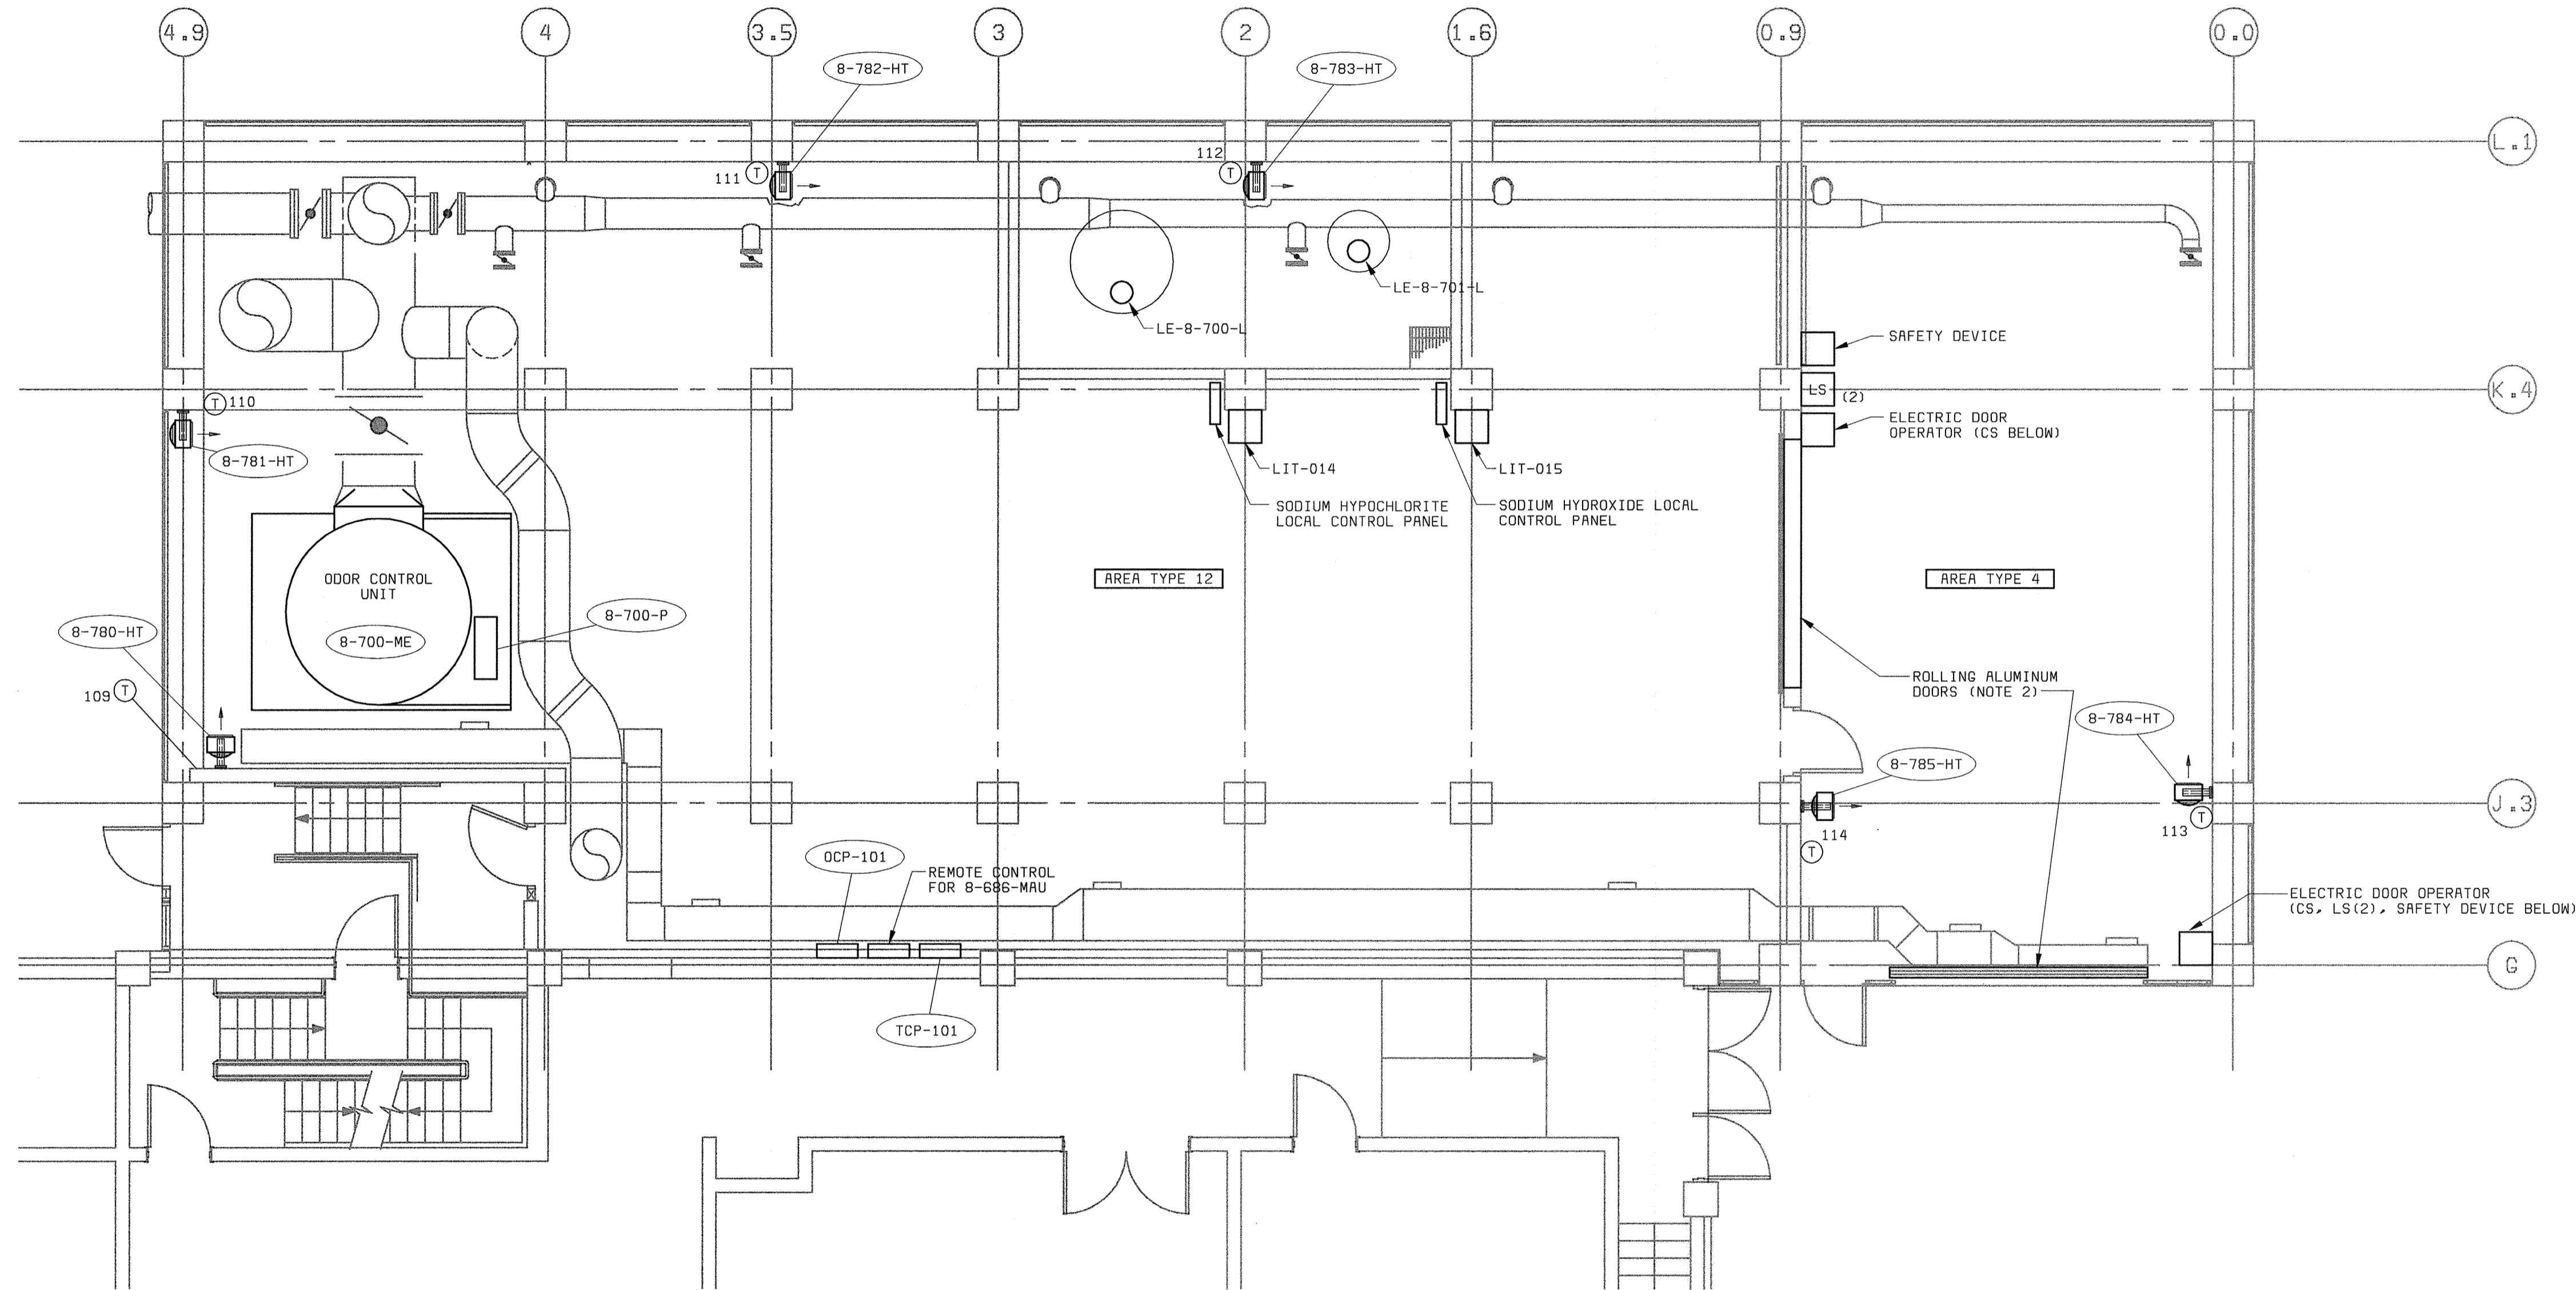 4.9
4
3.5
3
2
1.6
0.9
0.0
8-782-HT
8-783-HT
L.1
111
T
112
T
LE-8-701-L
LE-8-700-L
SAFETY DEVICE
LS
(2)
K.4
T
110
ELECTRIC DOOR
OPERATOR (CS BELOW)
8-781-HT
LIT-014
LIT-015
SODIUM HYPOCHLORITE
LOCAL CONTROL PANEL
SODIUM HYDROXIDE LOCAL
CONTROL PANEL
ODOR CONTROL
UNIT
AREA TYPE 12
AREA TYPE 4
8-700-P
8-780-HT
8-700-ME
109
T
ROLLING ALUMINUM
DOORS (NOTE 2)
8-784-HT
8-785-HT
J.3
114
T
113
T
OCP-101
REMOTE CONTROL
FOR 8-686-MAU
ELECTRIC DOOR OPERATOR
(CS, LS(2), SAFETY DEVICE BELOW)
G
TCP-101